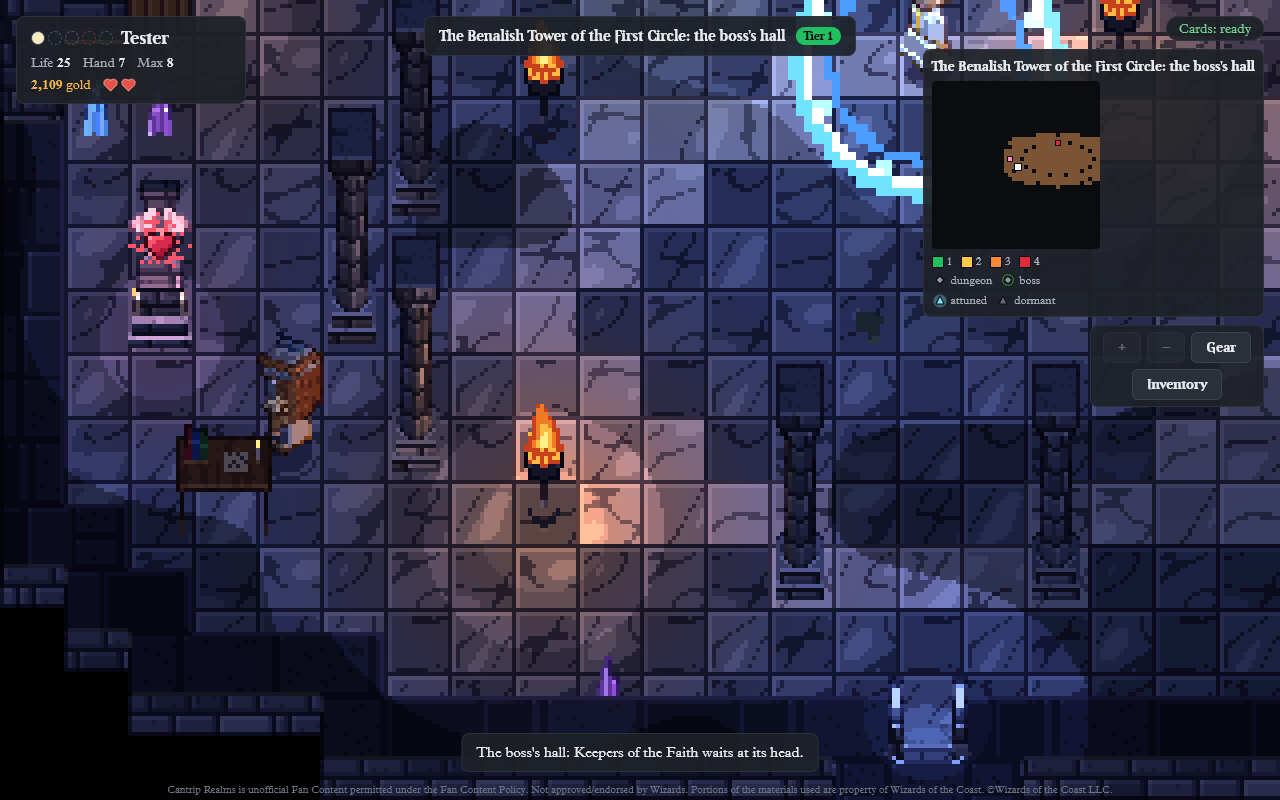 Tester
Life 25 Hand 7 Max 8
2,109 gold
The Benalish Tower of the First Circle: the boss's hall Tier 1
Cards: ready
The Benalish Tower of the First Circle: the boss's hall
1 2 3 4
dungeon boss
attuned dormant
+ − Gear
Inventory
The boss's hall: Keepers of the Faith waits at its head.
Cantrip Realms is unofficial Fan Content permitted under the Fan Content Policy. Not approved/endorsed by Wizards. Portions of the materials used are property of Wizards of the Coast. ©Wizards of the Coast LLC.